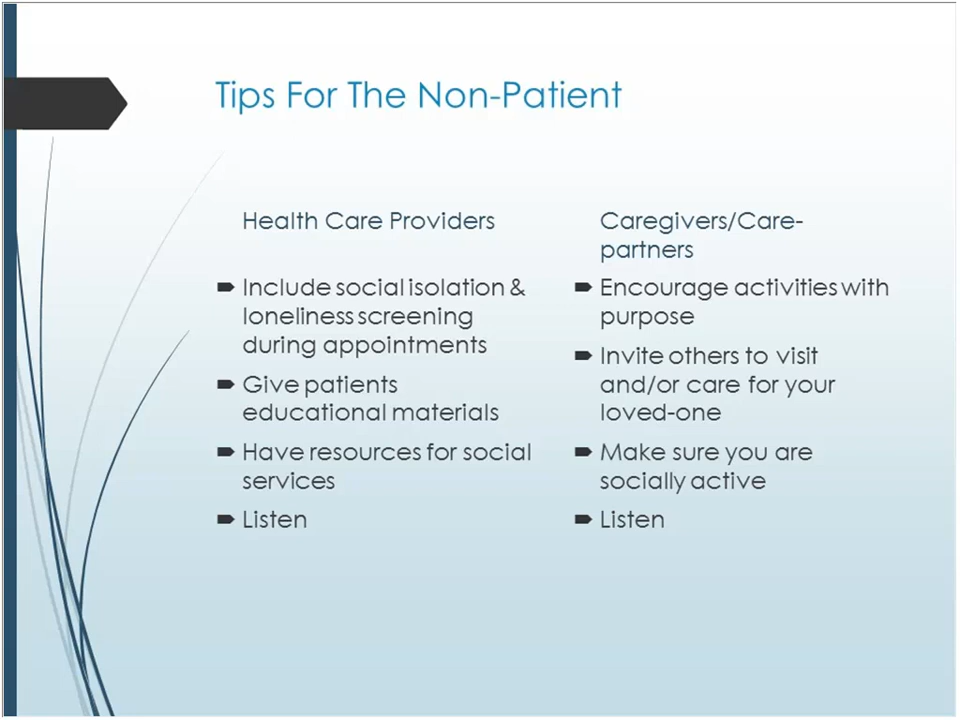 Tips For The Non-Patient
Health Care Providers
Include social isolation &
loneliness screening
during appointments
Give patients
educational materials
Have resources for social
services
Listen
Caregivers/Care-
partners
Encourage activities with
purpose
Invite others to visit
and/or care for your
loved-one
Make sure you are
socially active
Listen